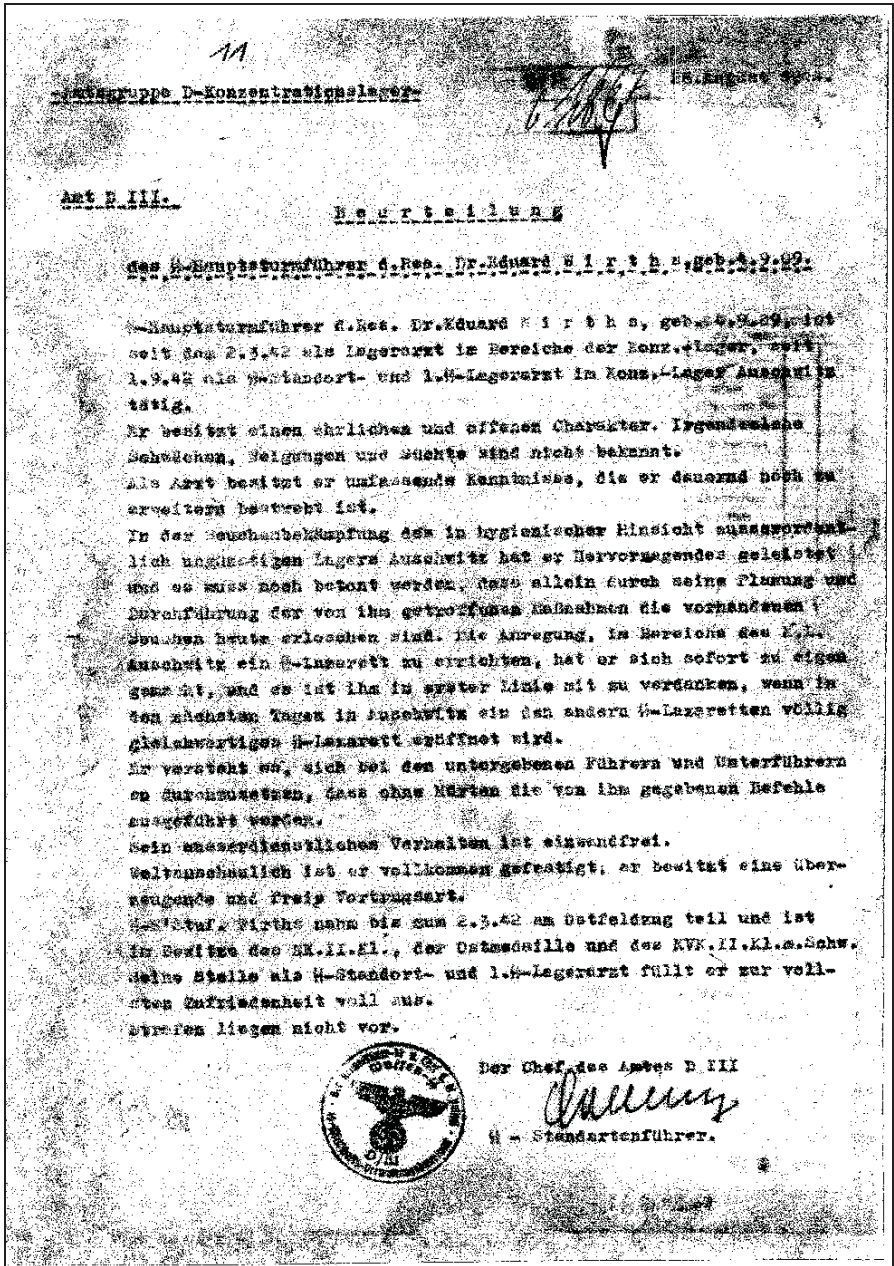 11
-Amtsgruppe D-Konzentrationslager-
August
Amt D III.
Beurteilung
des SS-Hauptsturmführer d.Res. Dr.Eduard Wirths, geb.4.9.09.
SS-Hauptsturmführer d.Res. Dr.Eduard Wirths, geb. 4.9.09, ist
seit dem 2.3.42 als Lagerarzt im Bereiche der Konz.-Lager, seit
1.9.42 als SS-Standort- und 1.SS-Lagerarzt im Konz.-Lager Auschwitz
tätig.
Er besitzt einen ehrlichen und offenen Charakter. Irgendwelche
Schwächen, Neigungen und Süchte sind nicht bekannt.
Als Arzt besitzt er umfassende Kenntnisse, die er dauernd noch zu
erweitern bestrebt ist.
In der Seuchenbekämpfung des in hygienischer Hinsicht ausserordent-
lich ungünstigen Lagers Auschwitz hat er Hervorragendes geleistet
und es muss noch betont werden, dass allein durch seine Planung und
Durchführung der von ihm getroffenen Maßnahmen die vorhandenen
Seuchen heute erloschen sind. Die Anregung, im Bereiche des K.L.
Auschwitz ein SS-Lazarett zu errichten, hat er sich sofort zu eigen
gemacht, und es ist ihm in erster Linie mit zu verdanken, wenn in
den nächsten Tagen in Auschwitz ein den andern SS-Lazaretten völlig
gleichwertiges SS-Lazarett eröffnet wird.
Er versteht es, sich bei den untergebenen Führern und Unterführern
so durchzusetzen, dass ohne Härten die von ihm gegebenen Befehle
ausgeführt werden.
Sein ausserdienstliches Verhalten ist einwandfrei.
Weltanschaulich ist er vollkommen gefestigt, er besitzt eine über-
zeugende und freie Vortragsart.
SS-H'Stuf. Wirths nahm bis zum 2.3.42 am Ostfeldzug teil und ist
im Besitze des EK.II.Kl., der Ostmedaille und des KVK.II.Kl.m.Schw.
Seine Stelle als SS-Standort- und 1.SS-Lagerarzt füllt er zur voll-
sten Zufriedenheit voll aus.
Strafen liegen nicht vor.
Der Chef des Amtes D III
SS - Standartenführer.
Waffen-SS
D/III